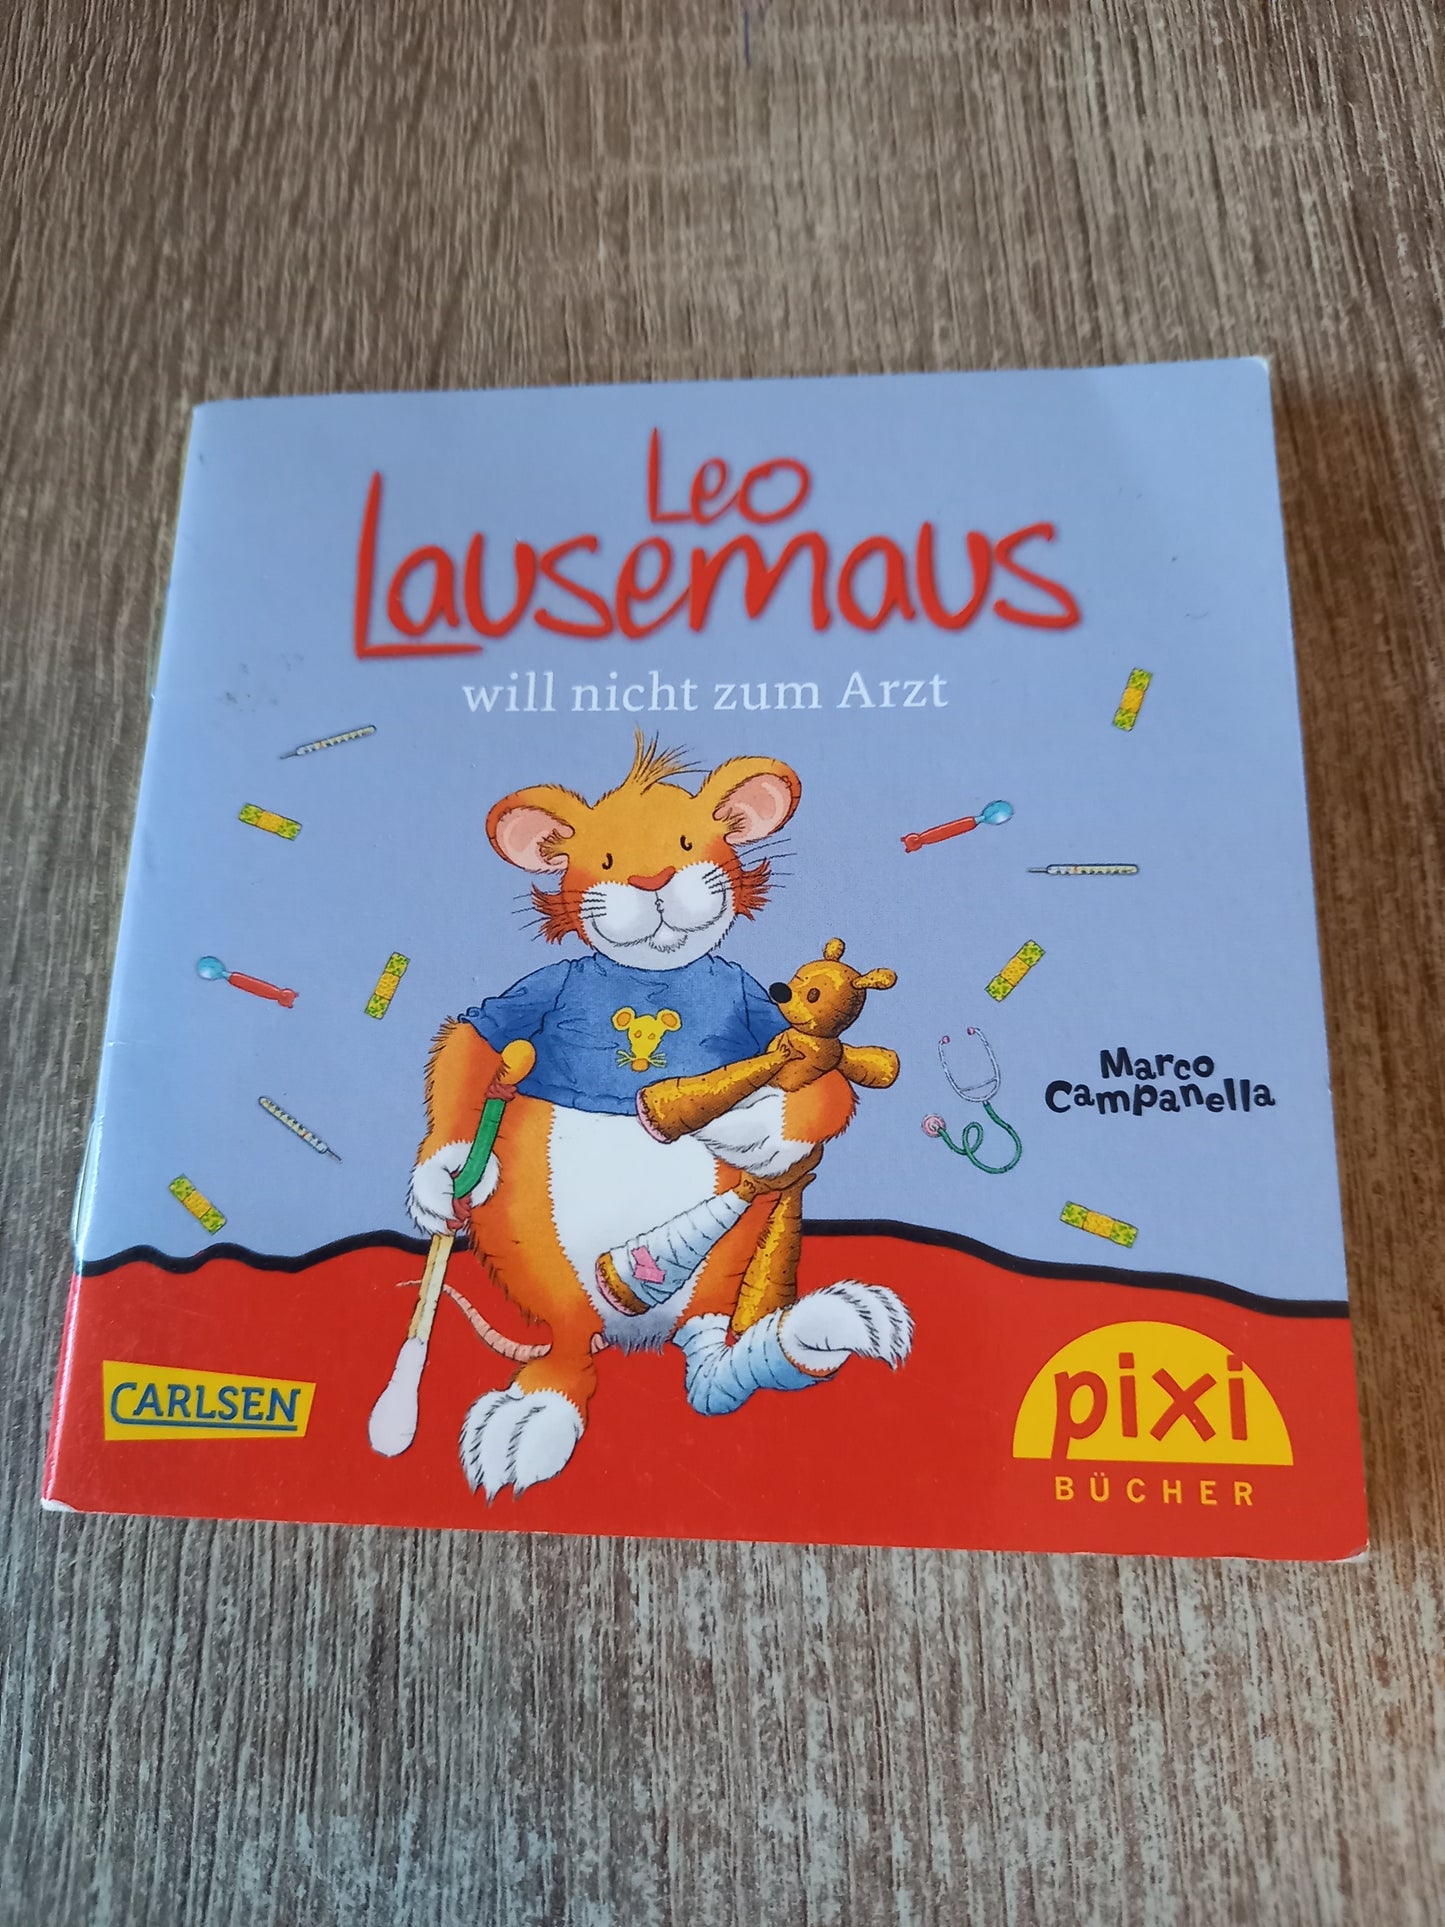 Leo
Lausemaus
will nicht zum Arzt
Marco
Campanella
CARLSEN
pixi
BÜCHER